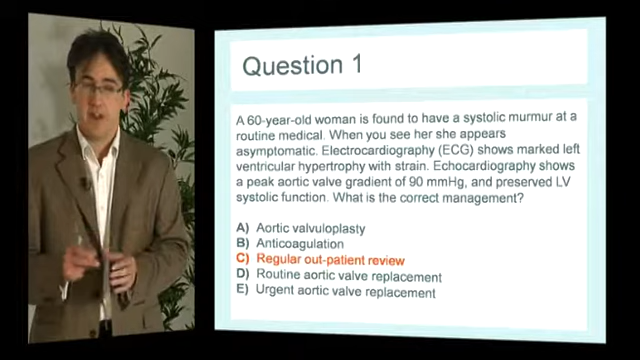 Question 1
A 60-year-old woman is found to have a systolic murmur at a
routine medical. When you see her she appears
asymptomatic. Electrocardiography (ECG) shows marked left
ventricular hypertrophy with strain. Echocardiography shows
a peak aortic valve gradient of 90 mmHg, and preserved LV
systolic function. What is the correct management?
A) Aortic valvuloplasty
B) Anticoagulation
C) Regular out-patient review
D) Routine aortic valve replacement
E) Urgent aortic valve replacement